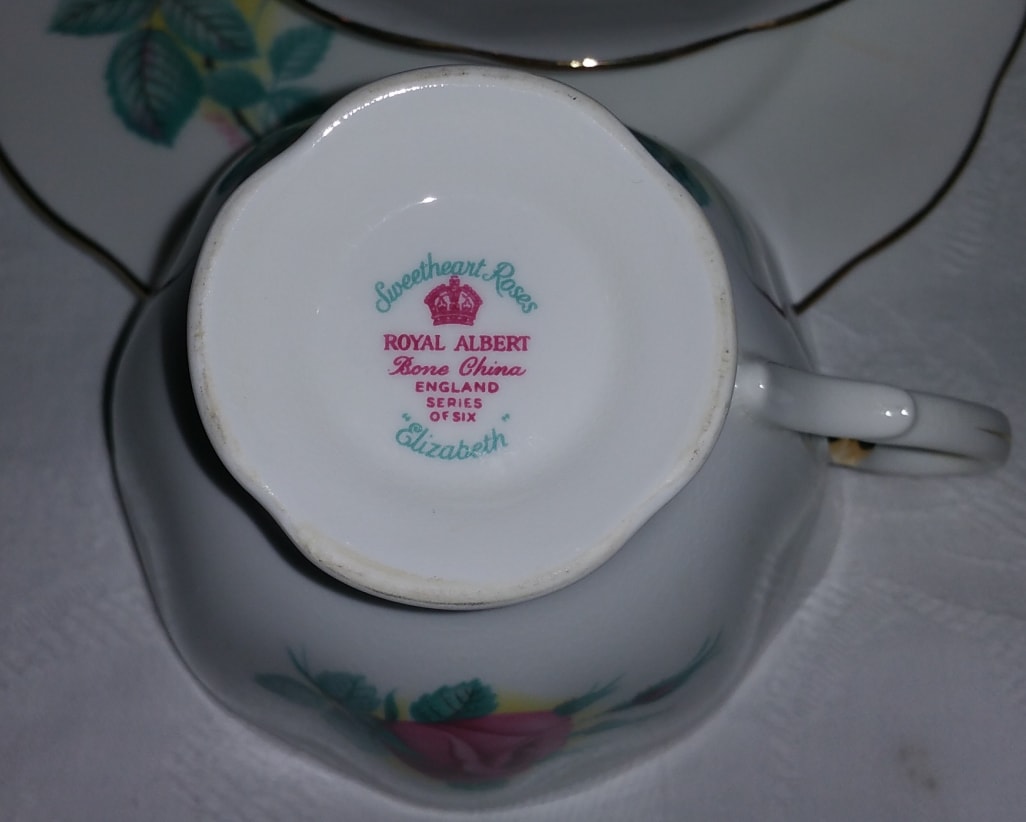 Sweetheart Roses
ROYAL ALBERT
Bone China
ENGLAND
SERIES
OF SIX
"Elizabeth"